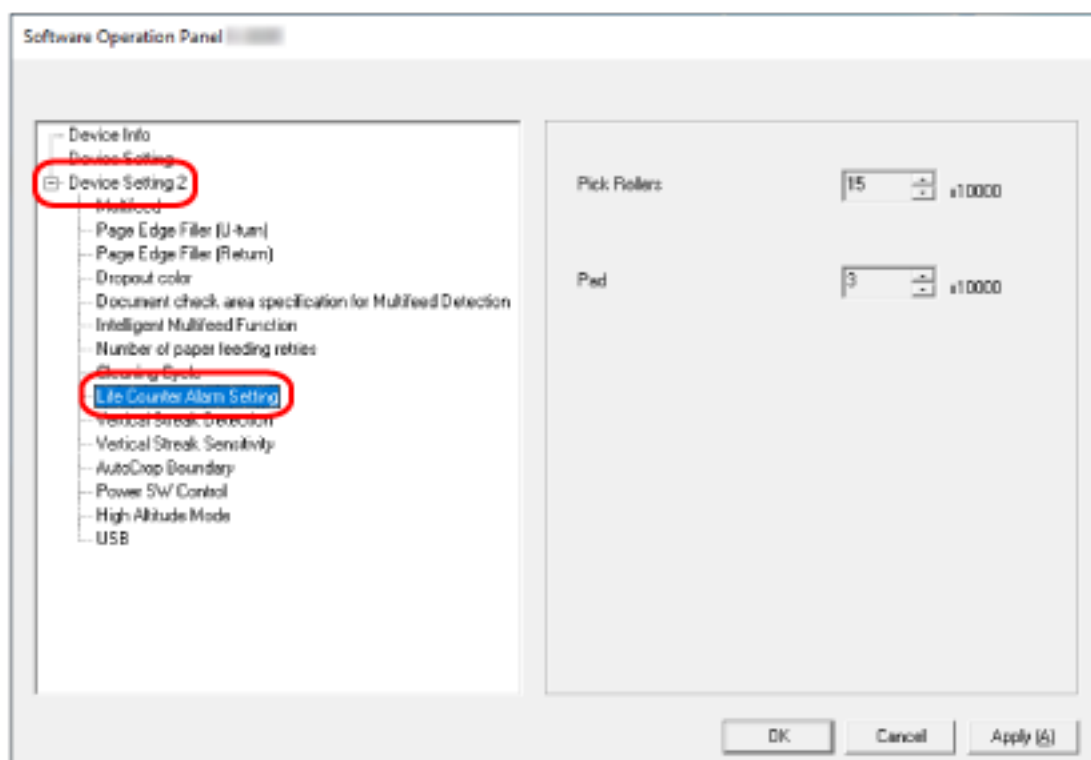 Software Operation Panel
Device Info
Device Setting
Device Setting 2
Multifeed
Page Edge Filler (U-turn)
Page Edge Filler (Return)
Dropout color
Document check area specification for Multifeed Detection
Intelligent Multifeed Function
Number of paper feeding retries
Cleaning Cycle
Life Counter Alarm Setting
Vertical Streak Detection
Vertical Streak Sensitivity
AutoCrop Boundary
Power SW Control
High Altitude Mode
USB
Pick Rollers 15 x10000
Pad 3 x10000
OK Cancel Apply (A)